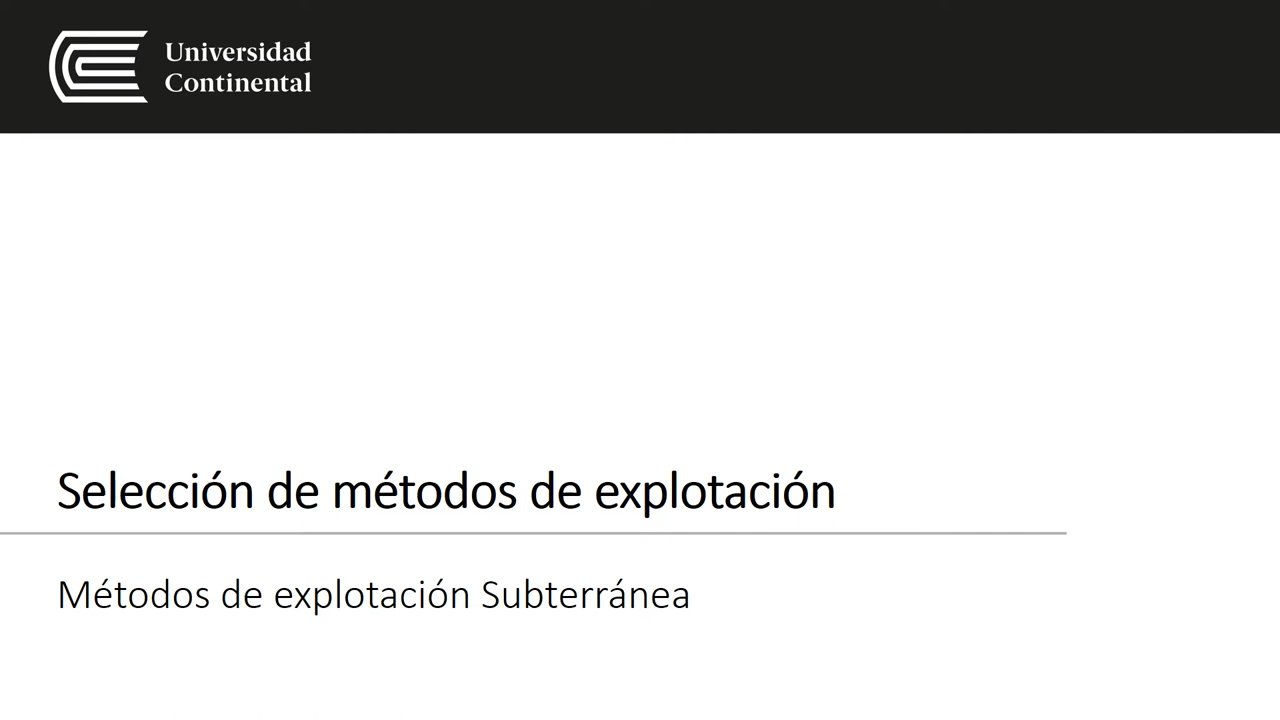 Universidad
Continental
Selección de métodos de explotación
Métodos de explotación Subterránea